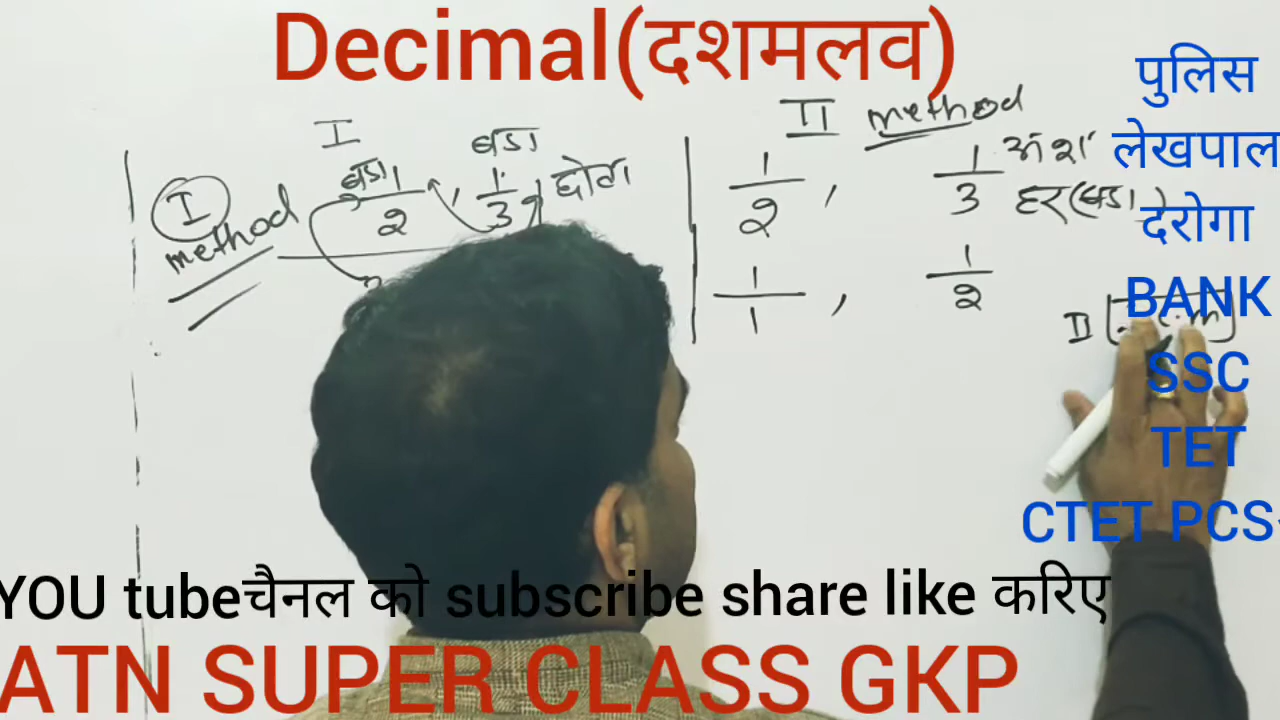 Decimal(दशमलव)
पुलिस
लेखपाल
दरोगा
BANK
SSC
TET
CTET PCS
I
बडा
I method
बडा 1/2 , 1/3 छोटा
II method
1/2 , 1/3 अंश हर(बडा)
1/1 , 1/2
II
YOU tubeचैनल को subscribe share like करिए
ATN SUPER CLASS GKP